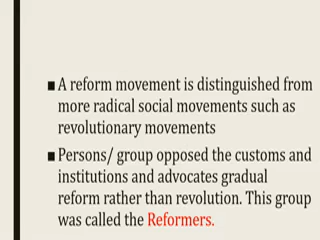 ■ A reform movement is distinguished from
more radical social movements such as
revolutionary movements
■ Persons/ group opposed the customs and
institutions and advocates gradual
reform rather than revolution. This group
was called the Reformers.